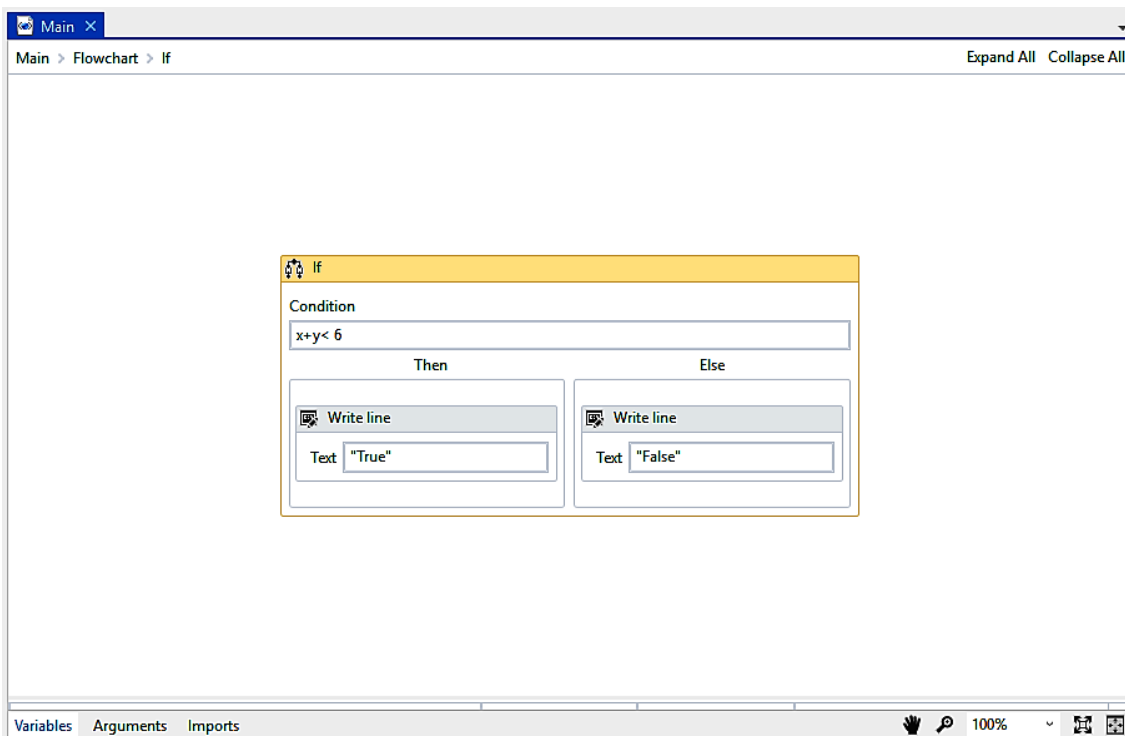 Main
Main > Flowchart > If Expand All Collapse All
If
Condition
x+y< 6
Then Else
Write line Write line
Text "True" Text "False"
Variables Arguments Imports 100%